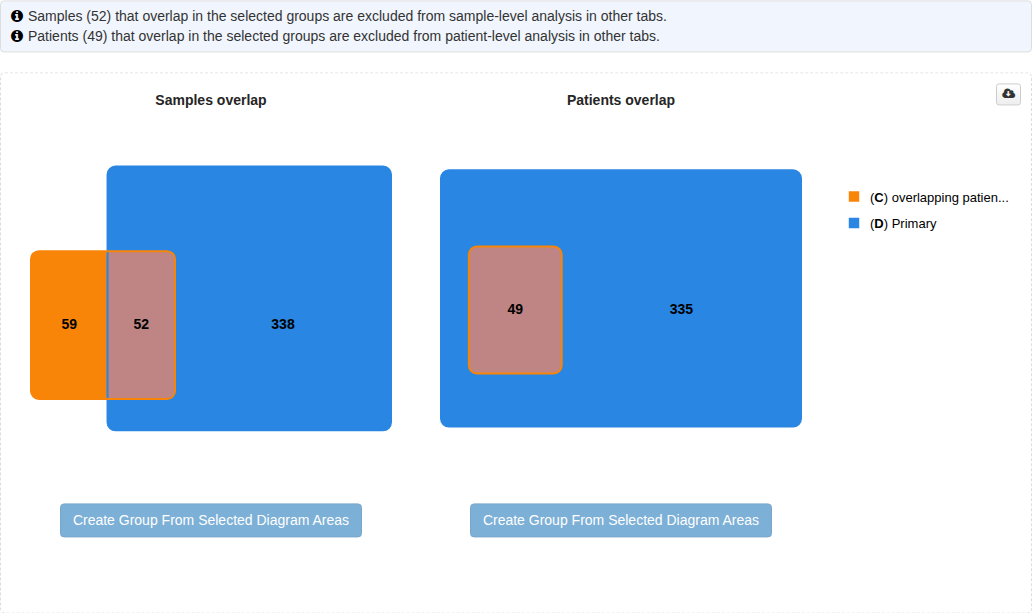 Samples (52) that overlap in the selected groups are excluded from sample-level analysis in other tabs.
Patients (49) that overlap in the selected groups are excluded from patient-level analysis in other tabs.
Samples overlap
Patients overlap
59
52
338
49
335
(C) overlapping patien...
(D) Primary
Create Group From Selected Diagram Areas
Create Group From Selected Diagram Areas